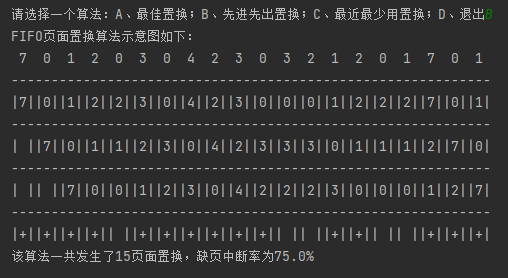 请选择一个算法：A、最佳置换；B、先进先出置换；C、最近最少用置换；D、退出B
FIFO页面置换算法示意图如下：
 7  0  1  2  0  3  0  4  2  3  0  3  2  1  2  0  1  7  0  1
------------------------------------------------------------
|7||0||1||2||2||3||0||4||2||3||0||0||0||1||2||2||2||7||0||1|
------------------------------------------------------------
| ||7||0||1||1||2||3||0||4||2||3||3||3||0||1||1||1||2||7||0|
------------------------------------------------------------
| || ||7||0||0||1||2||3||0||4||2||2||2||3||0||0||0||1||2||7|
------------------------------------------------------------
|+||+||+||+|| ||+||+||+||+||+||+|| || ||+||+|| || ||+||+||+|
该算法一共发生了15页面置换，缺页中断率为75.0%